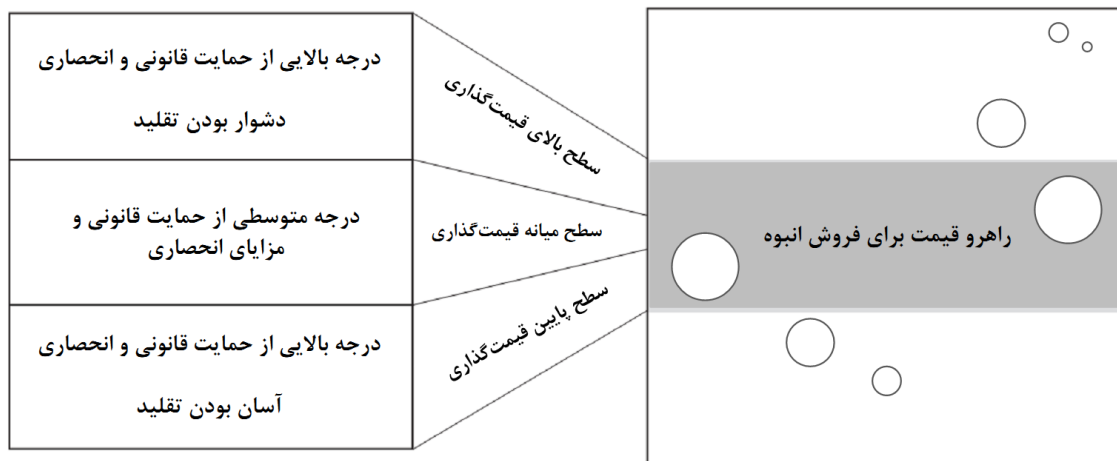 درجه بالایی از حمایت قانونی و انحصاری
دشوار بودن تقلید
سطح بالای قیمت‌گذاری
درجه متوسطی از حمایت قانونی و
مزایای انحصاری
سطح میانه قیمت‌گذاری
راهرو قیمت برای فروش انبوه
درجه بالایی از حمایت قانونی و انحصاری
آسان بودن تقلید
سطح پایین قیمت‌گذاری